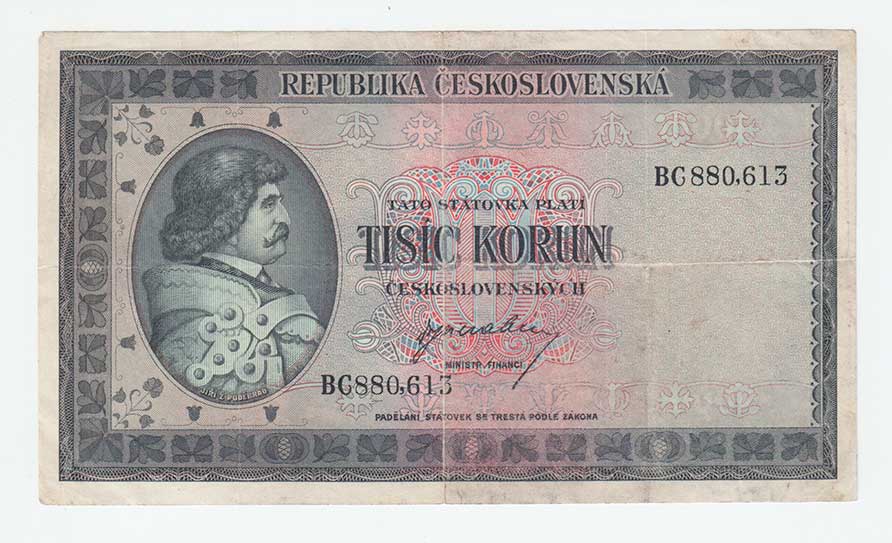 REPUBLIKA ČESKOSLOVENSKÁ
BC880,613
TATO STÁTOVKA PLATÍ
TISÍC KORUN
ČESKOSLOVENSKÝCH
MINISTR FINANCÍ
BC880,613
JIŘÍ Z PODĚBRAD
PADĚLÁNÍ STÁTOVEK SE TRESTÁ PODLE ZÁKONA